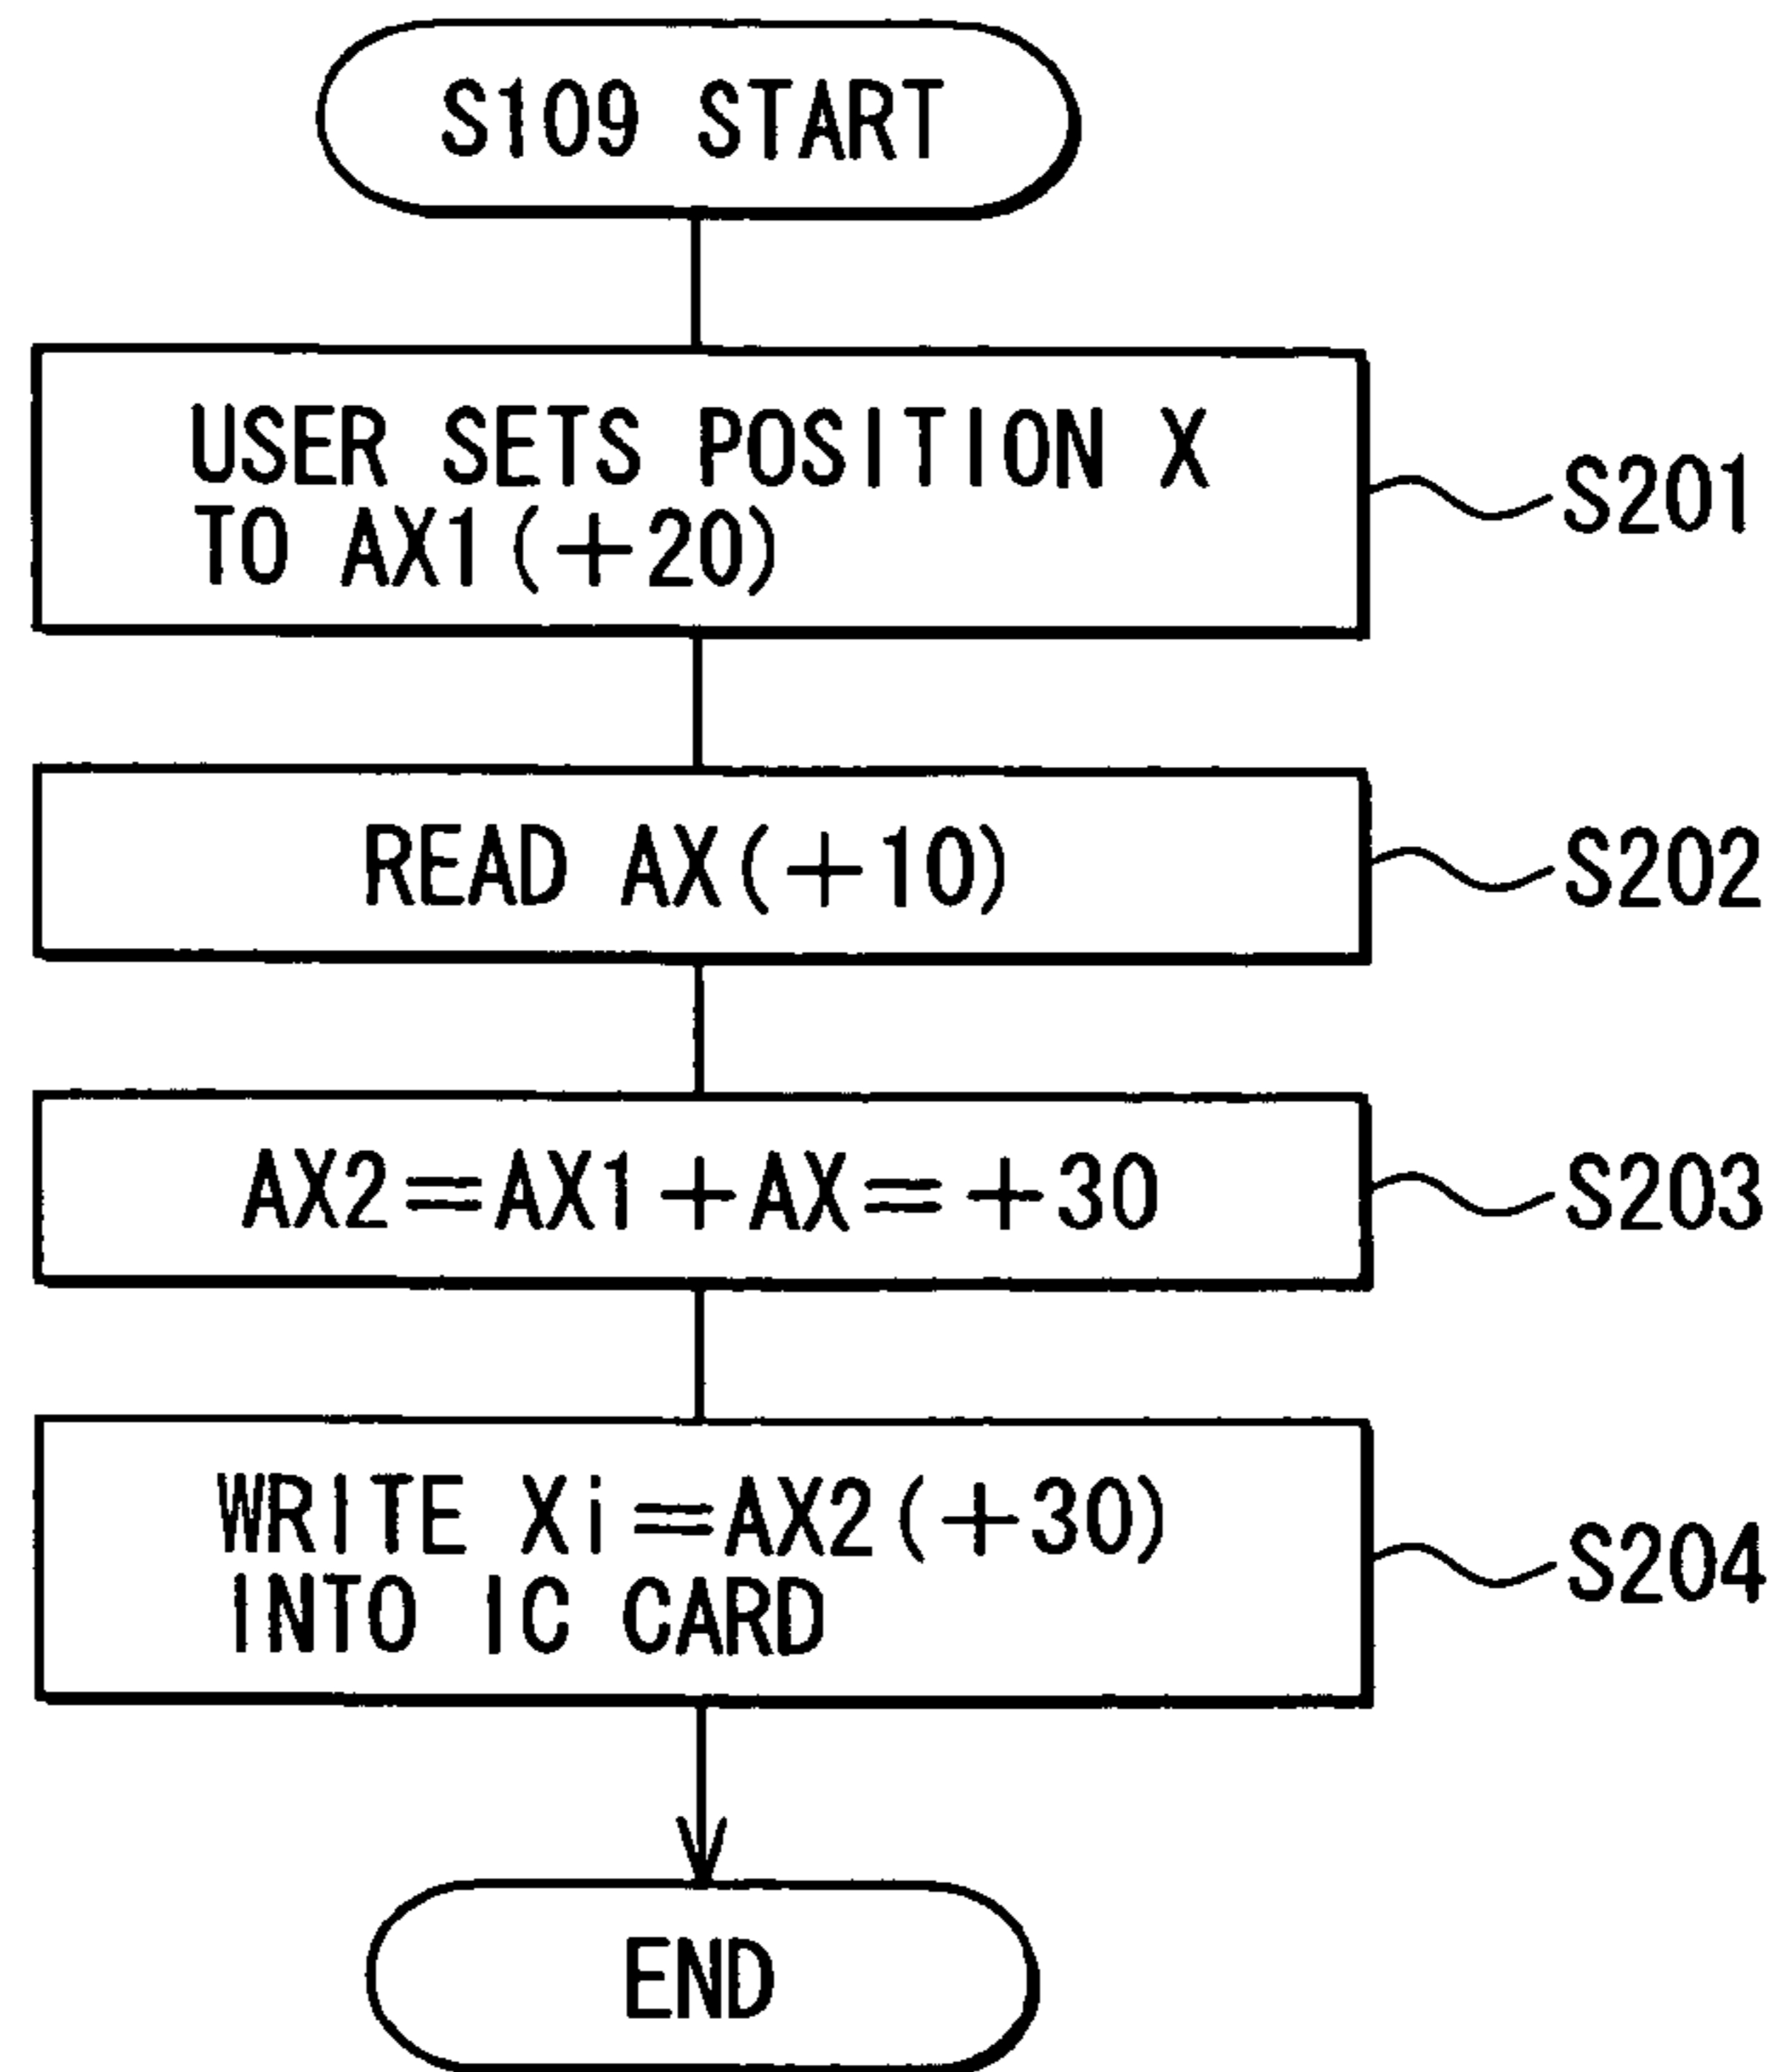 S109 START
USER SETS POSITION X
TO AX1(+20)
S201
READ AX(+10)
S202
AX2=AX1+AX=+30
S203
WRITE Xi=AX2(+30)
INTO IC CARD
S204
END